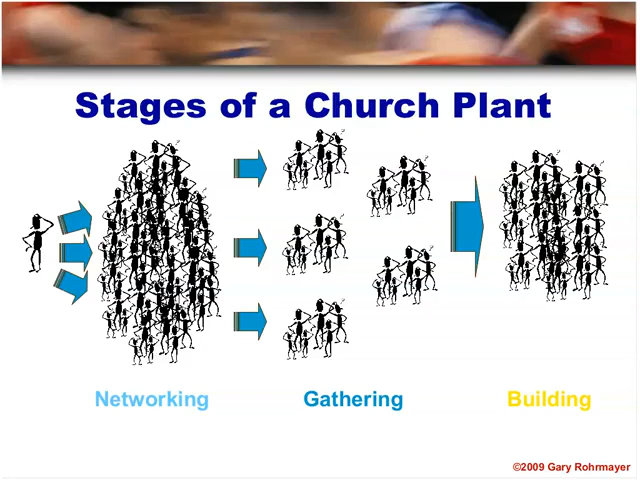 Stages of a Church Plant
Networking
Gathering
Building
©2009 Gary Rohrmayer